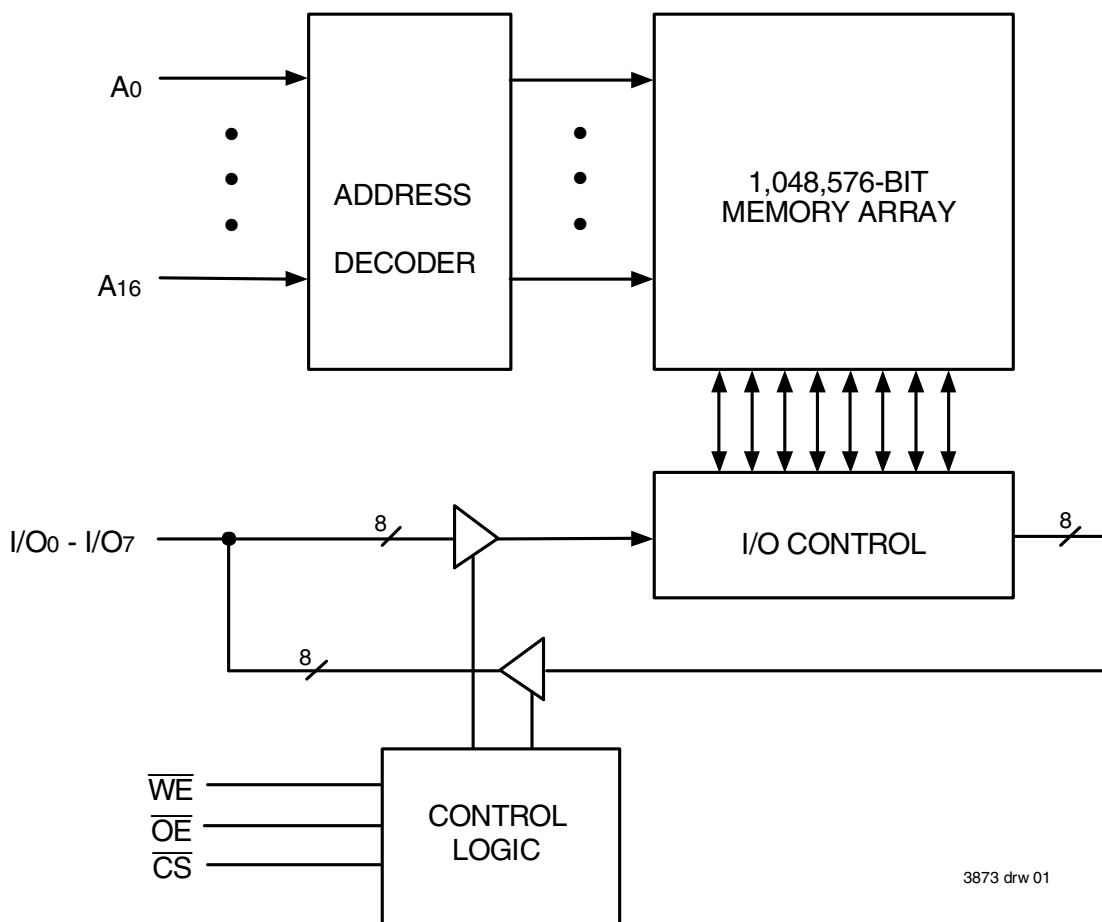 A0
A16
ADDRESS
DECODER
1,048,576-BIT
MEMORY ARRAY
I/O0 - I/O7
8
I/O CONTROL
8
8
WE
OE
CS
CONTROL
LOGIC
3873 drw 01